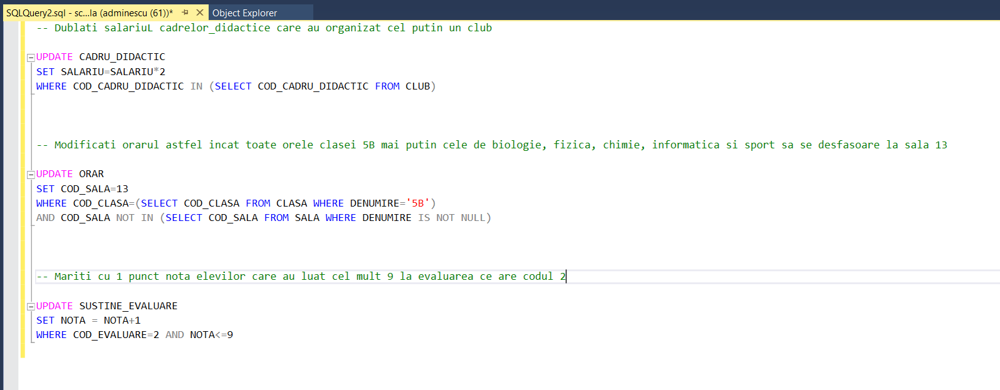 SQLQuery2.sql - sc...la (adminescu (61))* Object Explorer
-- Dublati salariuL cadrelor_didactice care au organizat cel putin un club
UPDATE CADRU_DIDACTIC
SET SALARIU=SALARIU*2
WHERE COD_CADRU_DIDACTIC IN (SELECT COD_CADRU_DIDACTIC FROM CLUB)
-- Modificati orarul astfel incat toate orele clasei 5B mai putin cele de biologie, fizica, chimie, informatica si sport sa se desfasoare la sala 13
UPDATE ORAR
SET COD_SALA=13
WHERE COD_CLASA=(SELECT COD_CLASA FROM CLASA WHERE DENUMIRE='5B')
AND COD_SALA NOT IN (SELECT COD_SALA FROM SALA WHERE DENUMIRE IS NOT NULL)
-- Mariti cu 1 punct nota elevilor care au luat cel mult 9 la evaluarea ce are codul 2
UPDATE SUSTINE_EVALUARE
SET NOTA = NOTA+1
WHERE COD_EVALUARE=2 AND NOTA<=9